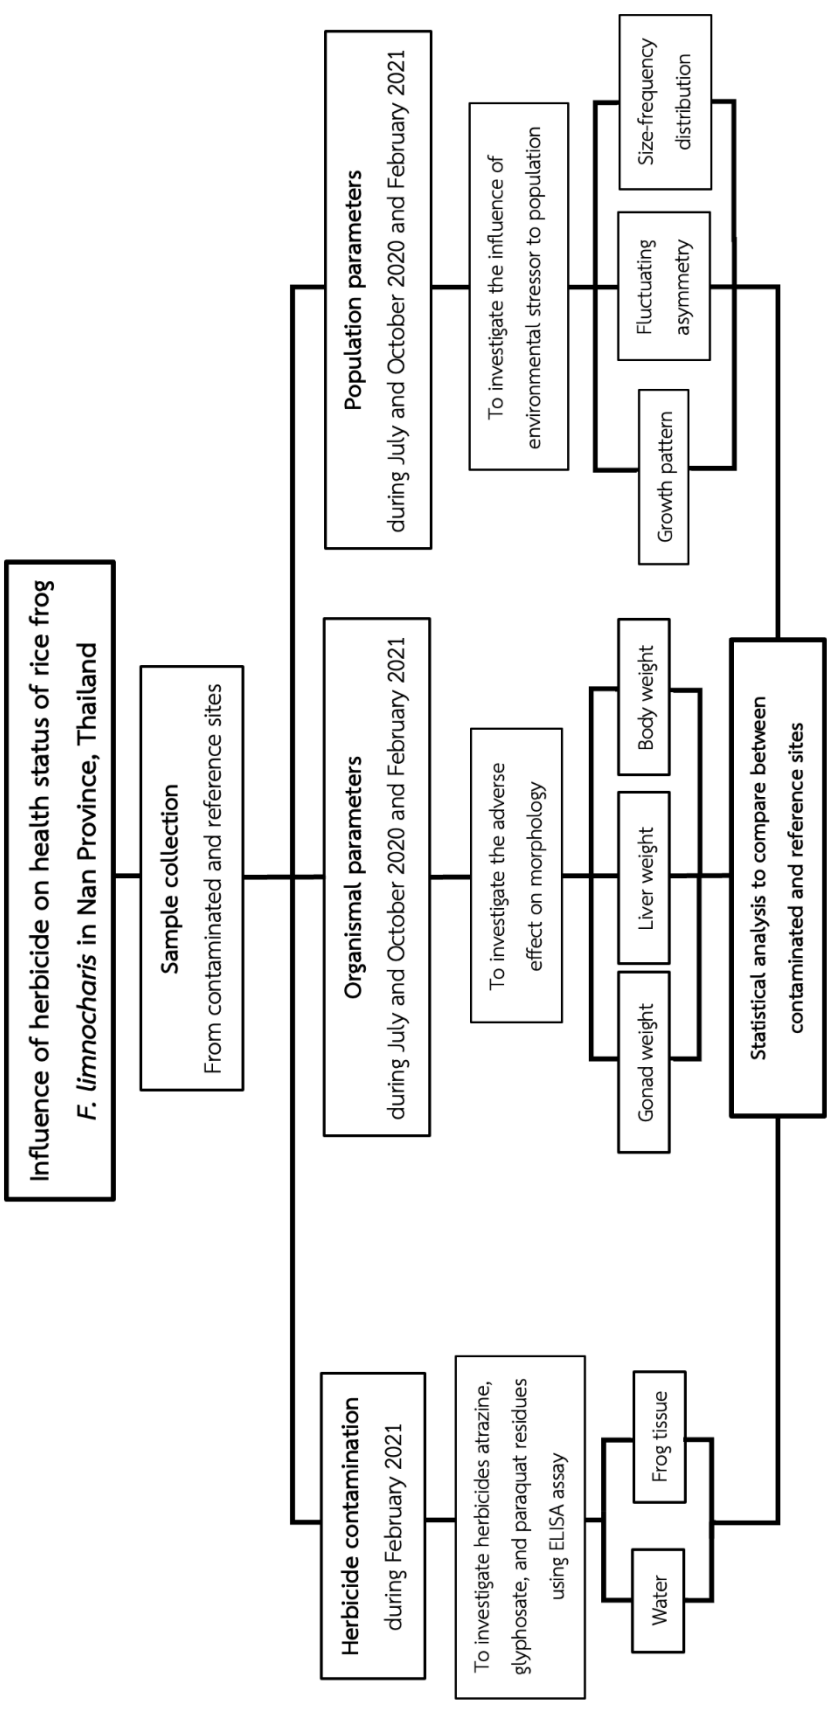 Influence of herbicide on health status of rice frog
F. limnocharis in Nan Province, Thailand
Sample collection
From contaminated and reference sites
Herbicide contamination
during February 2021
To investigate herbicides atrazine,
glyphosate, and paraquat residues
using ELISA assay
Water
Frog tissue
Organismal parameters
during July and October 2020 and February 2021
To investigate the adverse
effect on morphology
Gonad weight
Liver weight
Body weight
Population parameters
during July and October 2020 and February 2021
To investigate the influence of
environmental stressor to population
Growth pattern
Fluctuating
asymmetry
Size-frequency
distribution
Statistical analysis to compare between
contaminated and reference sites